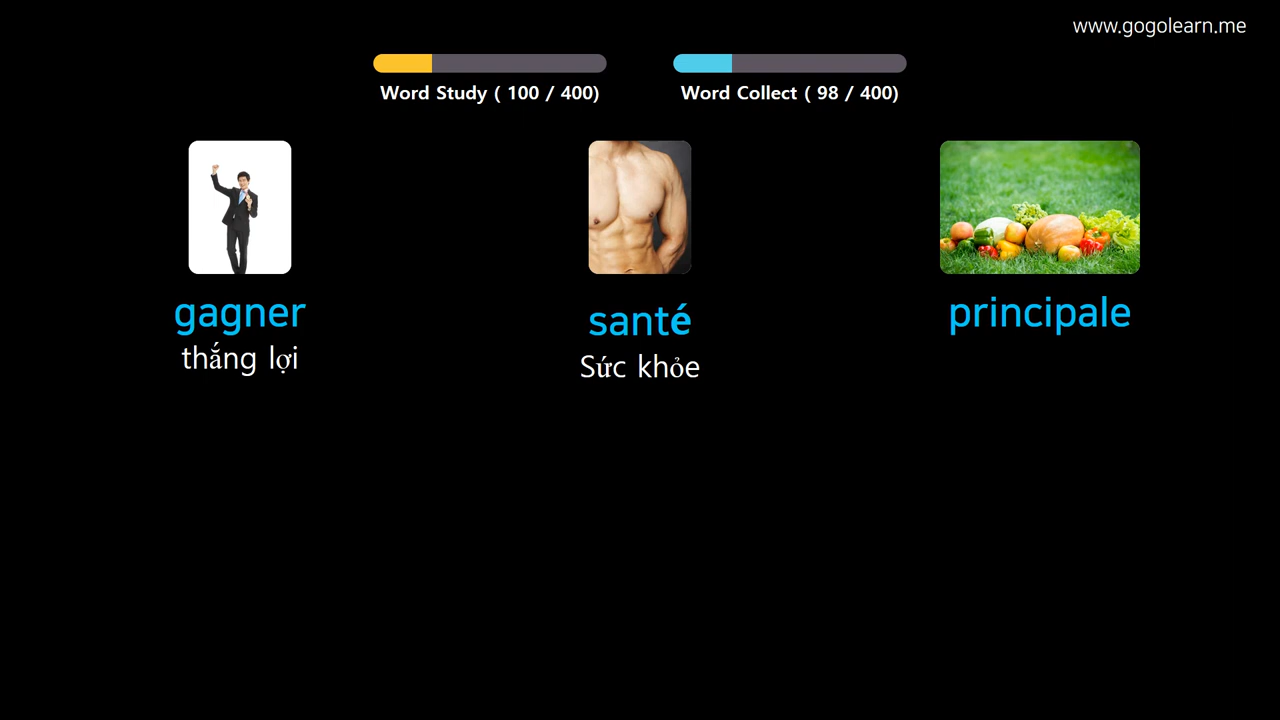 www.gogolearn.me
Word Study ( 100 / 400)
Word Collect ( 98 / 400)
gagner
thắng lợi
santé
Sức khỏe
principale